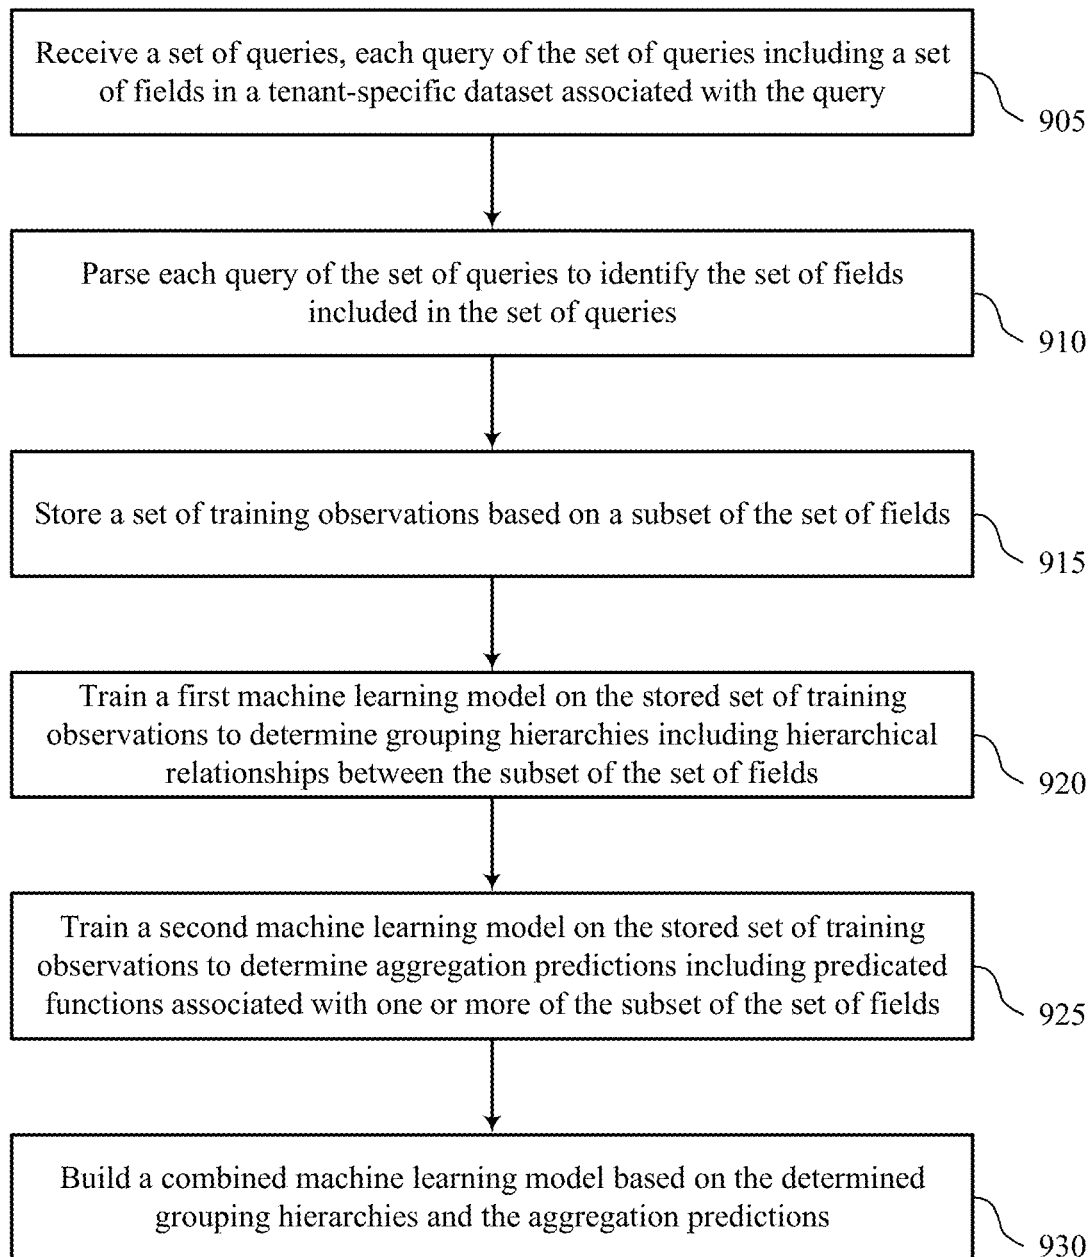 Receive a set of queries, each query of the set of queries including a set
of fields in a tenant-specific dataset associated with the query
905
Parse each query of the set of queries to identify the set of fields
included in the set of queries
910
Store a set of training observations based on a subset of the set of fields
915
Train a first machine learning model on the stored set of training
observations to determine grouping hierarchies including hierarchical
relationships between the subset of the set of fields
920
Train a second machine learning model on the stored set of training
observations to determine aggregation predictions including predicated
functions associated with one or more of the subset of the set of fields
925
Build a combined machine learning model based on the determined
grouping hierarchies and the aggregation predictions
930